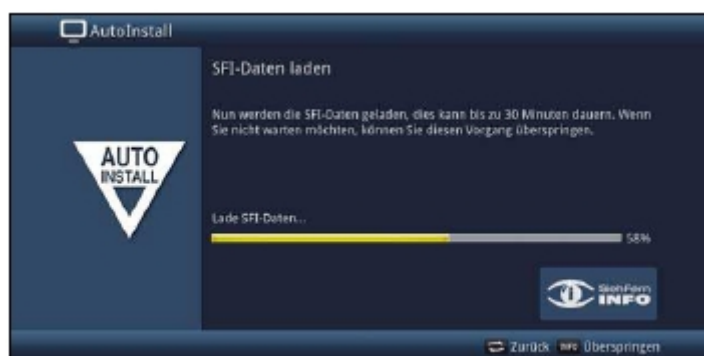 AutoInstall
SFI-Daten laden
Nun werden die SFI-Daten geladen, dies kann bis zu 30 Minuten dauern. Wenn
Sie nicht warten möchten, können Sie diesen Vorgang überspringen.
AUTO
INSTALL
Lade SFI-Daten...
58%
SiehFern
INFO
Zurück INFO Überspringen